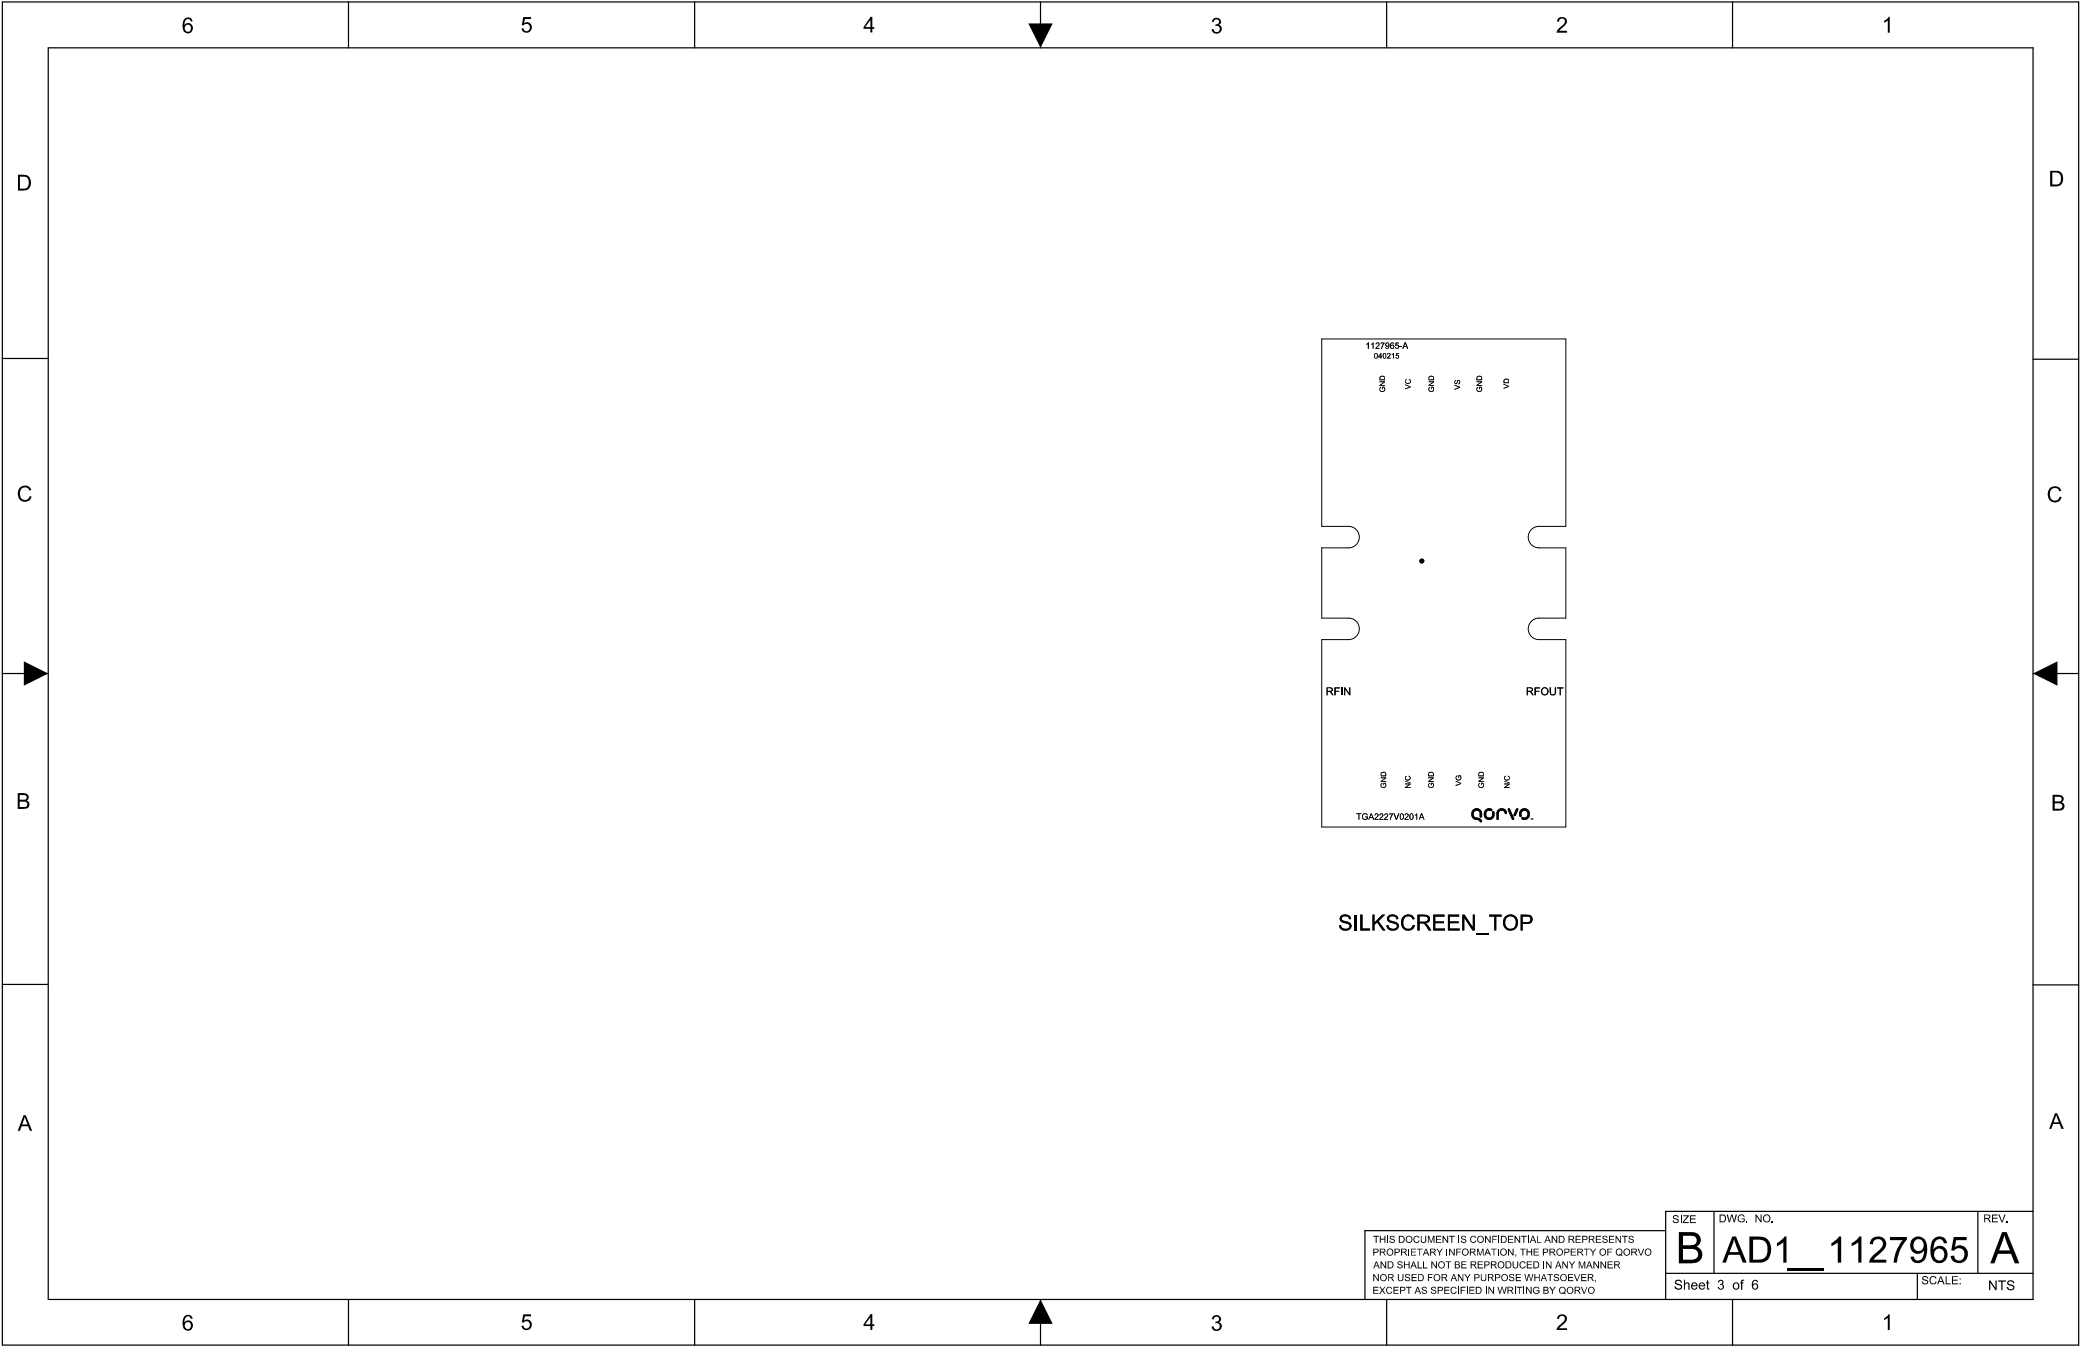 6 5 4 3 2 1
D D
1127965-A
040215
GND VC GND VS GND VD
C C
RFIN RFOUT
GND N/C GND VG GND N/C
B B
TGA2227V0201A QORVO.
SILKSCREEN_TOP
A A
THIS DOCUMENT IS CONFIDENTIAL AND REPRESENTS
PROPRIETARY INFORMATION, THE PROPERTY OF QORVO
AND SHALL NOT BE REPRODUCED IN ANY MANNER
NOR USED FOR ANY PURPOSE WHATSOEVER,
EXCEPT AS SPECIFIED IN WRITING BY QORVO
SIZE DWG. NO. REV.
B AD1__1127965 A
Sheet 3 of 6 SCALE: NTS
6 5 4 3 2 1